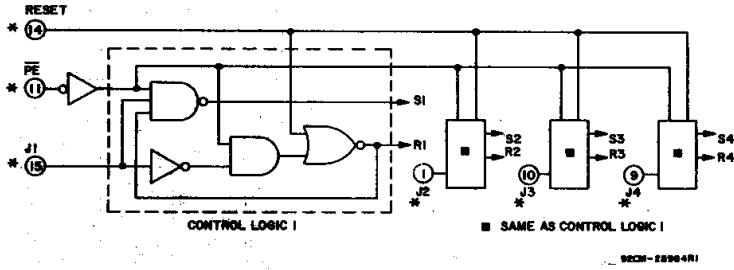 RESET
* 14
PE
* 11
S1
J1
* 15
R1
CONTROL LOGIC I
S2
R2
1
J2
*
S3
R3
10
J3
*
S4
R4
9
J4
*
■ SAME AS CONTROL LOGIC I
92CM-28984R1